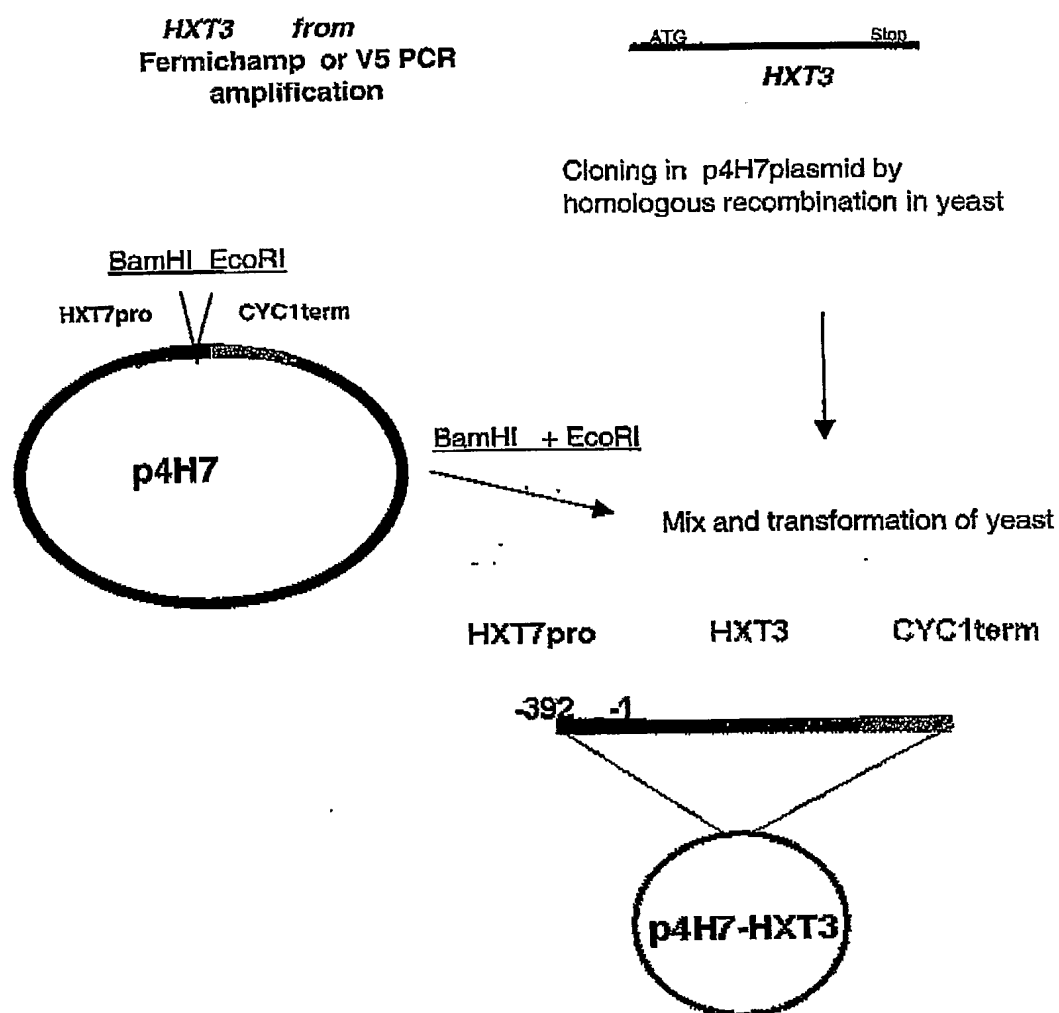 HXT3 from
Fermichamp or V5 PCR
amplification
ATG Stop
HXT3
Cloning in p4H7plasmid by
homologous recombination in yeast
BamHI EcoRI
HXT7pro CYC1term
p4H7
BamHI + EcoRI
Mix and transformation of yeast
HXT7pro HXT3 CYC1term
-392 -1
p4H7-HXT3